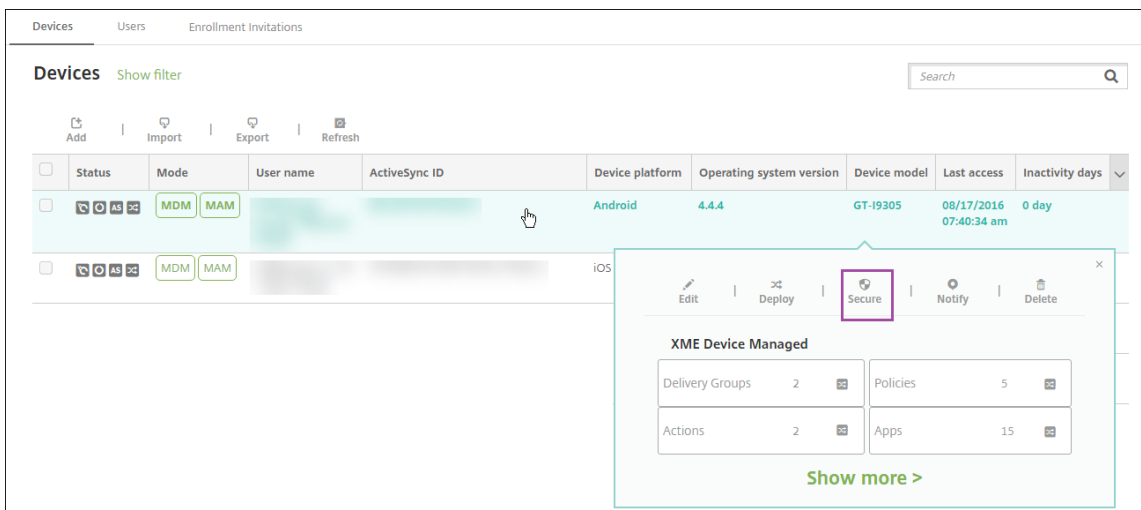 Devices Users Enrollment Invitations
Devices Show filter
Search
Add | Import | Export | Refresh
Status Mode User name ActiveSync ID Device platform Operating system version Device model Last access Inactivity days
AS MDM MAM Android 4.4.4 GT-I9305 08/17/2016 0 day
07:40:34 am
AS MDM MAM iOS
×
Edit | Deploy | Secure | Notify | Delete
XME Device Managed
Delivery Groups 2 Policies 5
Actions 2 Apps 15
Show more >